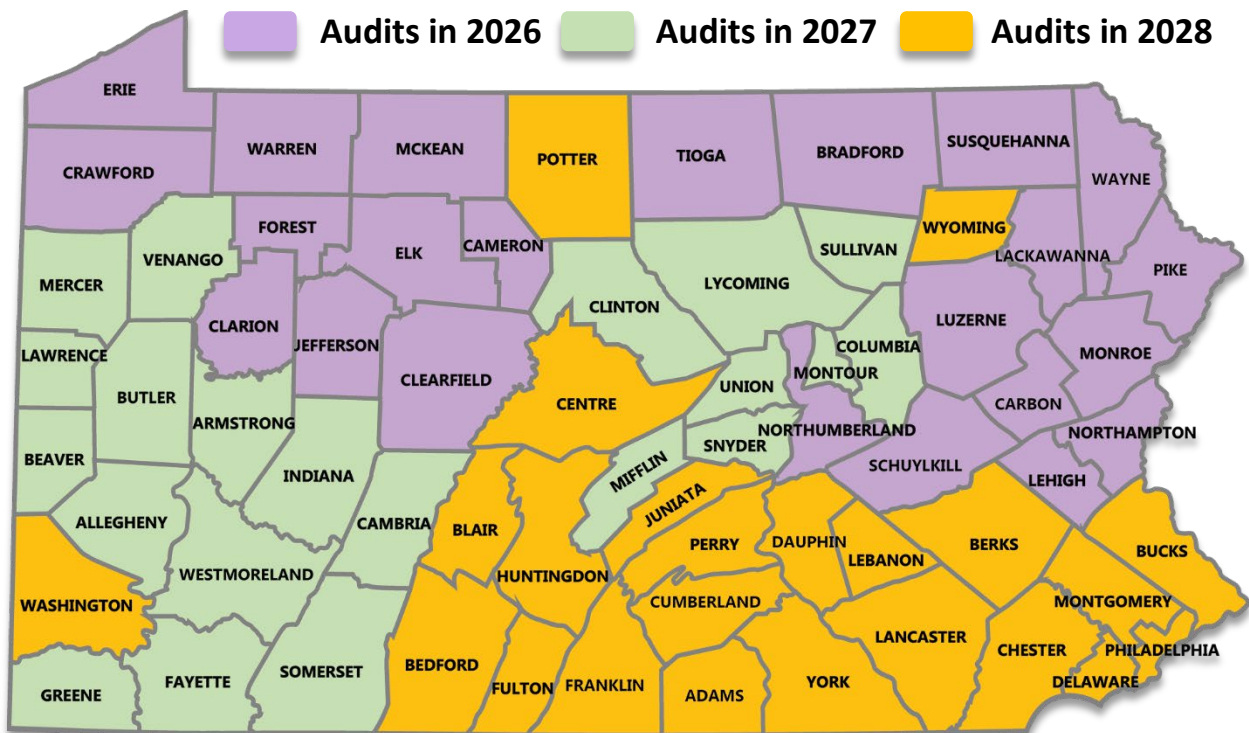 Audits in 2026 Audits in 2027 Audits in 2028
ERIE
WARREN
MCKEAN
POTTER
TIOGA
BRADFORD
SUSQUEHANNA
CRAWFORD
WAYNE
FOREST
ELK
CAMERON
SULLIVAN
WYOMING
LACKAWANNA
PIKE
VENANGO
MERCER
LYCOMING
CLINTON
CLARION
LUZERNE
JEFFERSON
COLUMBIA
MONROE
LAWRENCE
MONTOUR
CLEARFIELD
UNION
BUTLER
CENTRE
CARBON
ARMSTRONG
NORTHUMBERLAND
NORTHAMPTON
SNYDER
BEAVER
INDIANA
MIFFLIN
SCHUYLKILL
LEHIGH
ALLEGHENY
CAMBRIA
BLAIR
JUNIATA
PERRY
DAUPHIN
LEBANON
BERKS
BUCKS
WESTMORELAND
HUNTINGDON
WASHINGTON
CUMBERLAND
MONTGOMERY
LANCASTER
CHESTER
PHILADELPHIA
BEDFORD
SOMERSET
FAYETTE
GREENE
FULTON
FRANKLIN
ADAMS
YORK
DELAWARE